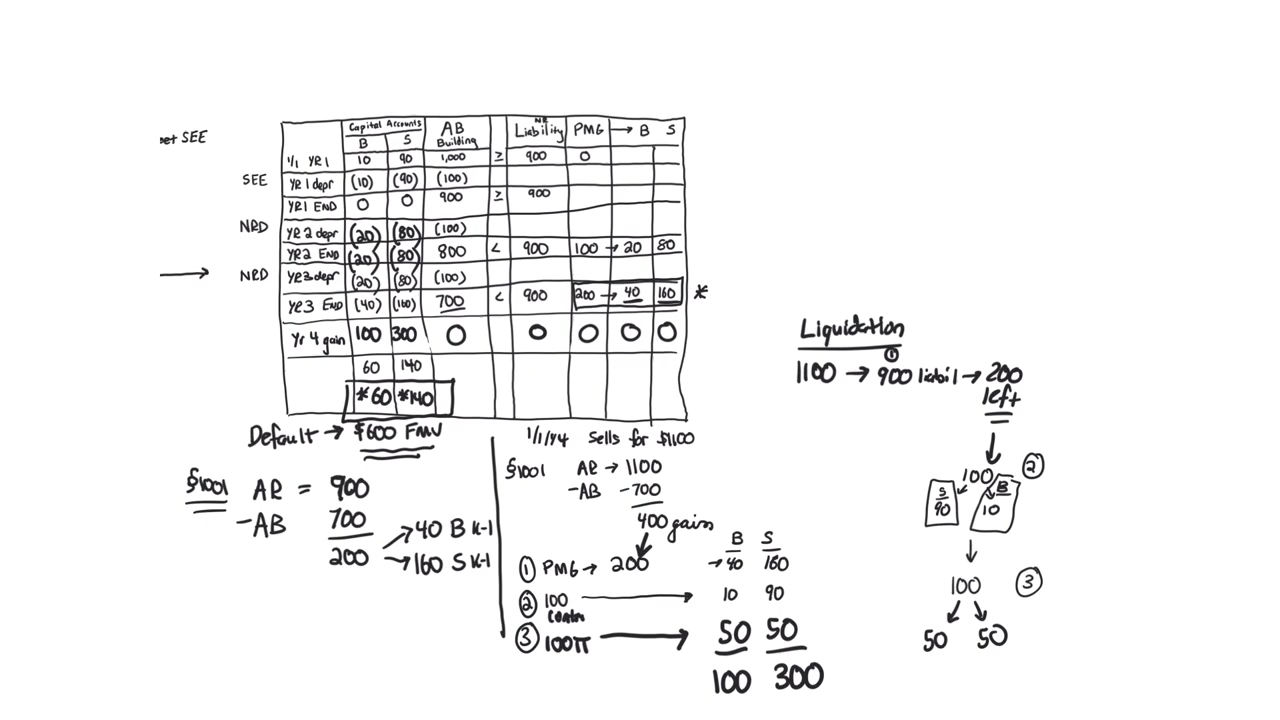 SEE
SEE
NRD
NRD
Capital Accounts AB Building NR Liability PMG → B S
B S
1/1 YR1 10 90 1,000 ≥ 900 0
YR 1 depr (10) (90) (100)
YR1 END 0 0 900 ≥ 900
YR 2 depr (20) (80) (100)
YR2 END (20) (80) 800 < 900 100 → 20 80
YR3 depr (20) (80) (100)
YR3 END (40) (160) 700 < 900 200 → 40 160 *
Yr 4 gain 100 300 0 0 0 0 0
60 140
*60 *140
Default → $600 FMV
§1001 AR = 900
-AB 700
200 → 40 B K-1
→ 160 S K-1
1/1/Y4 Sells for $1100
§1001 AR → 1100
-AB -700
400 gain
B S
① PMG → 200 → 40 160
② 100 → 10 90
③ 100π → 50 50
100 300
Liquidation
①
1100 → 900 liabil → 200
left
100 ②
S B
90 10
100 ③
50 50